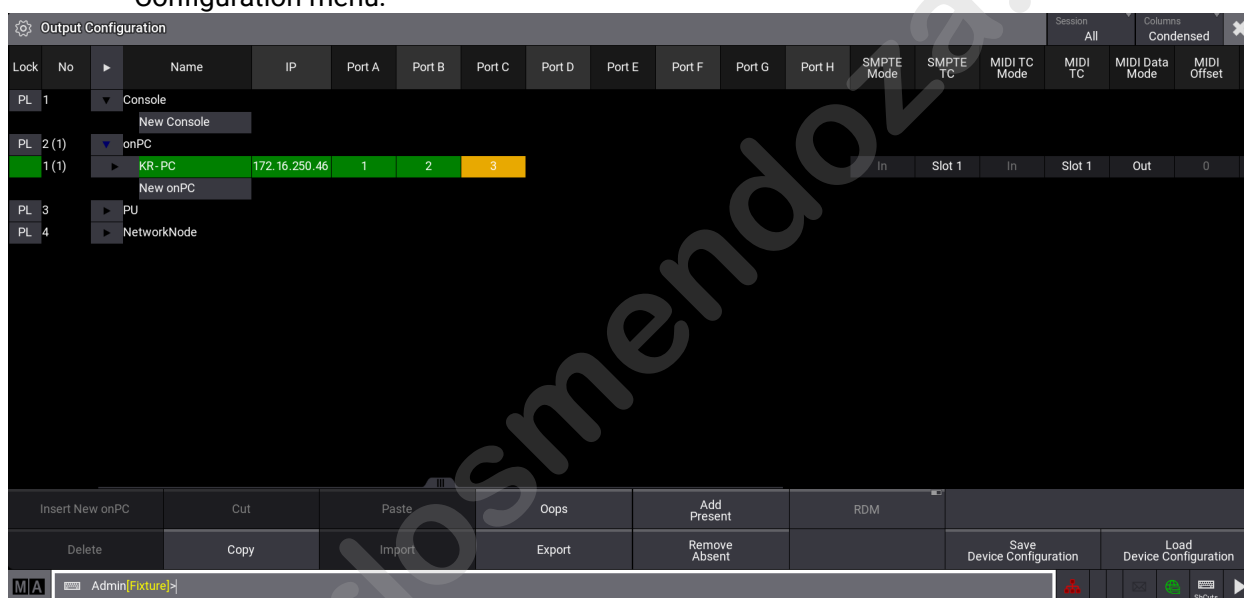 Configuration menu.
Output Configuration Session All Columns Condensed
Lock No Name IP Port A Port B Port C Port D Port E Port F Port G Port H SMPTE Mode SMPTE TC MIDI TC Mode MIDI TC MIDI Data Mode MIDI Offset
PL 1 Console
New Console
PL 2 (1) onPC
1 (1) KR-PC 172.16.250.46 1 2 3 In Slot 1 In Slot 1 Out 0
New onPC
PL 3 PU
PL 4 NetworkNode
Insert New onPC Cut Paste Oops Add Present RDM
Delete Copy Import Export Remove Absent Save Device Configuration Load Device Configuration
MA Admin[Fixture]> ShCuts
losmendoza.